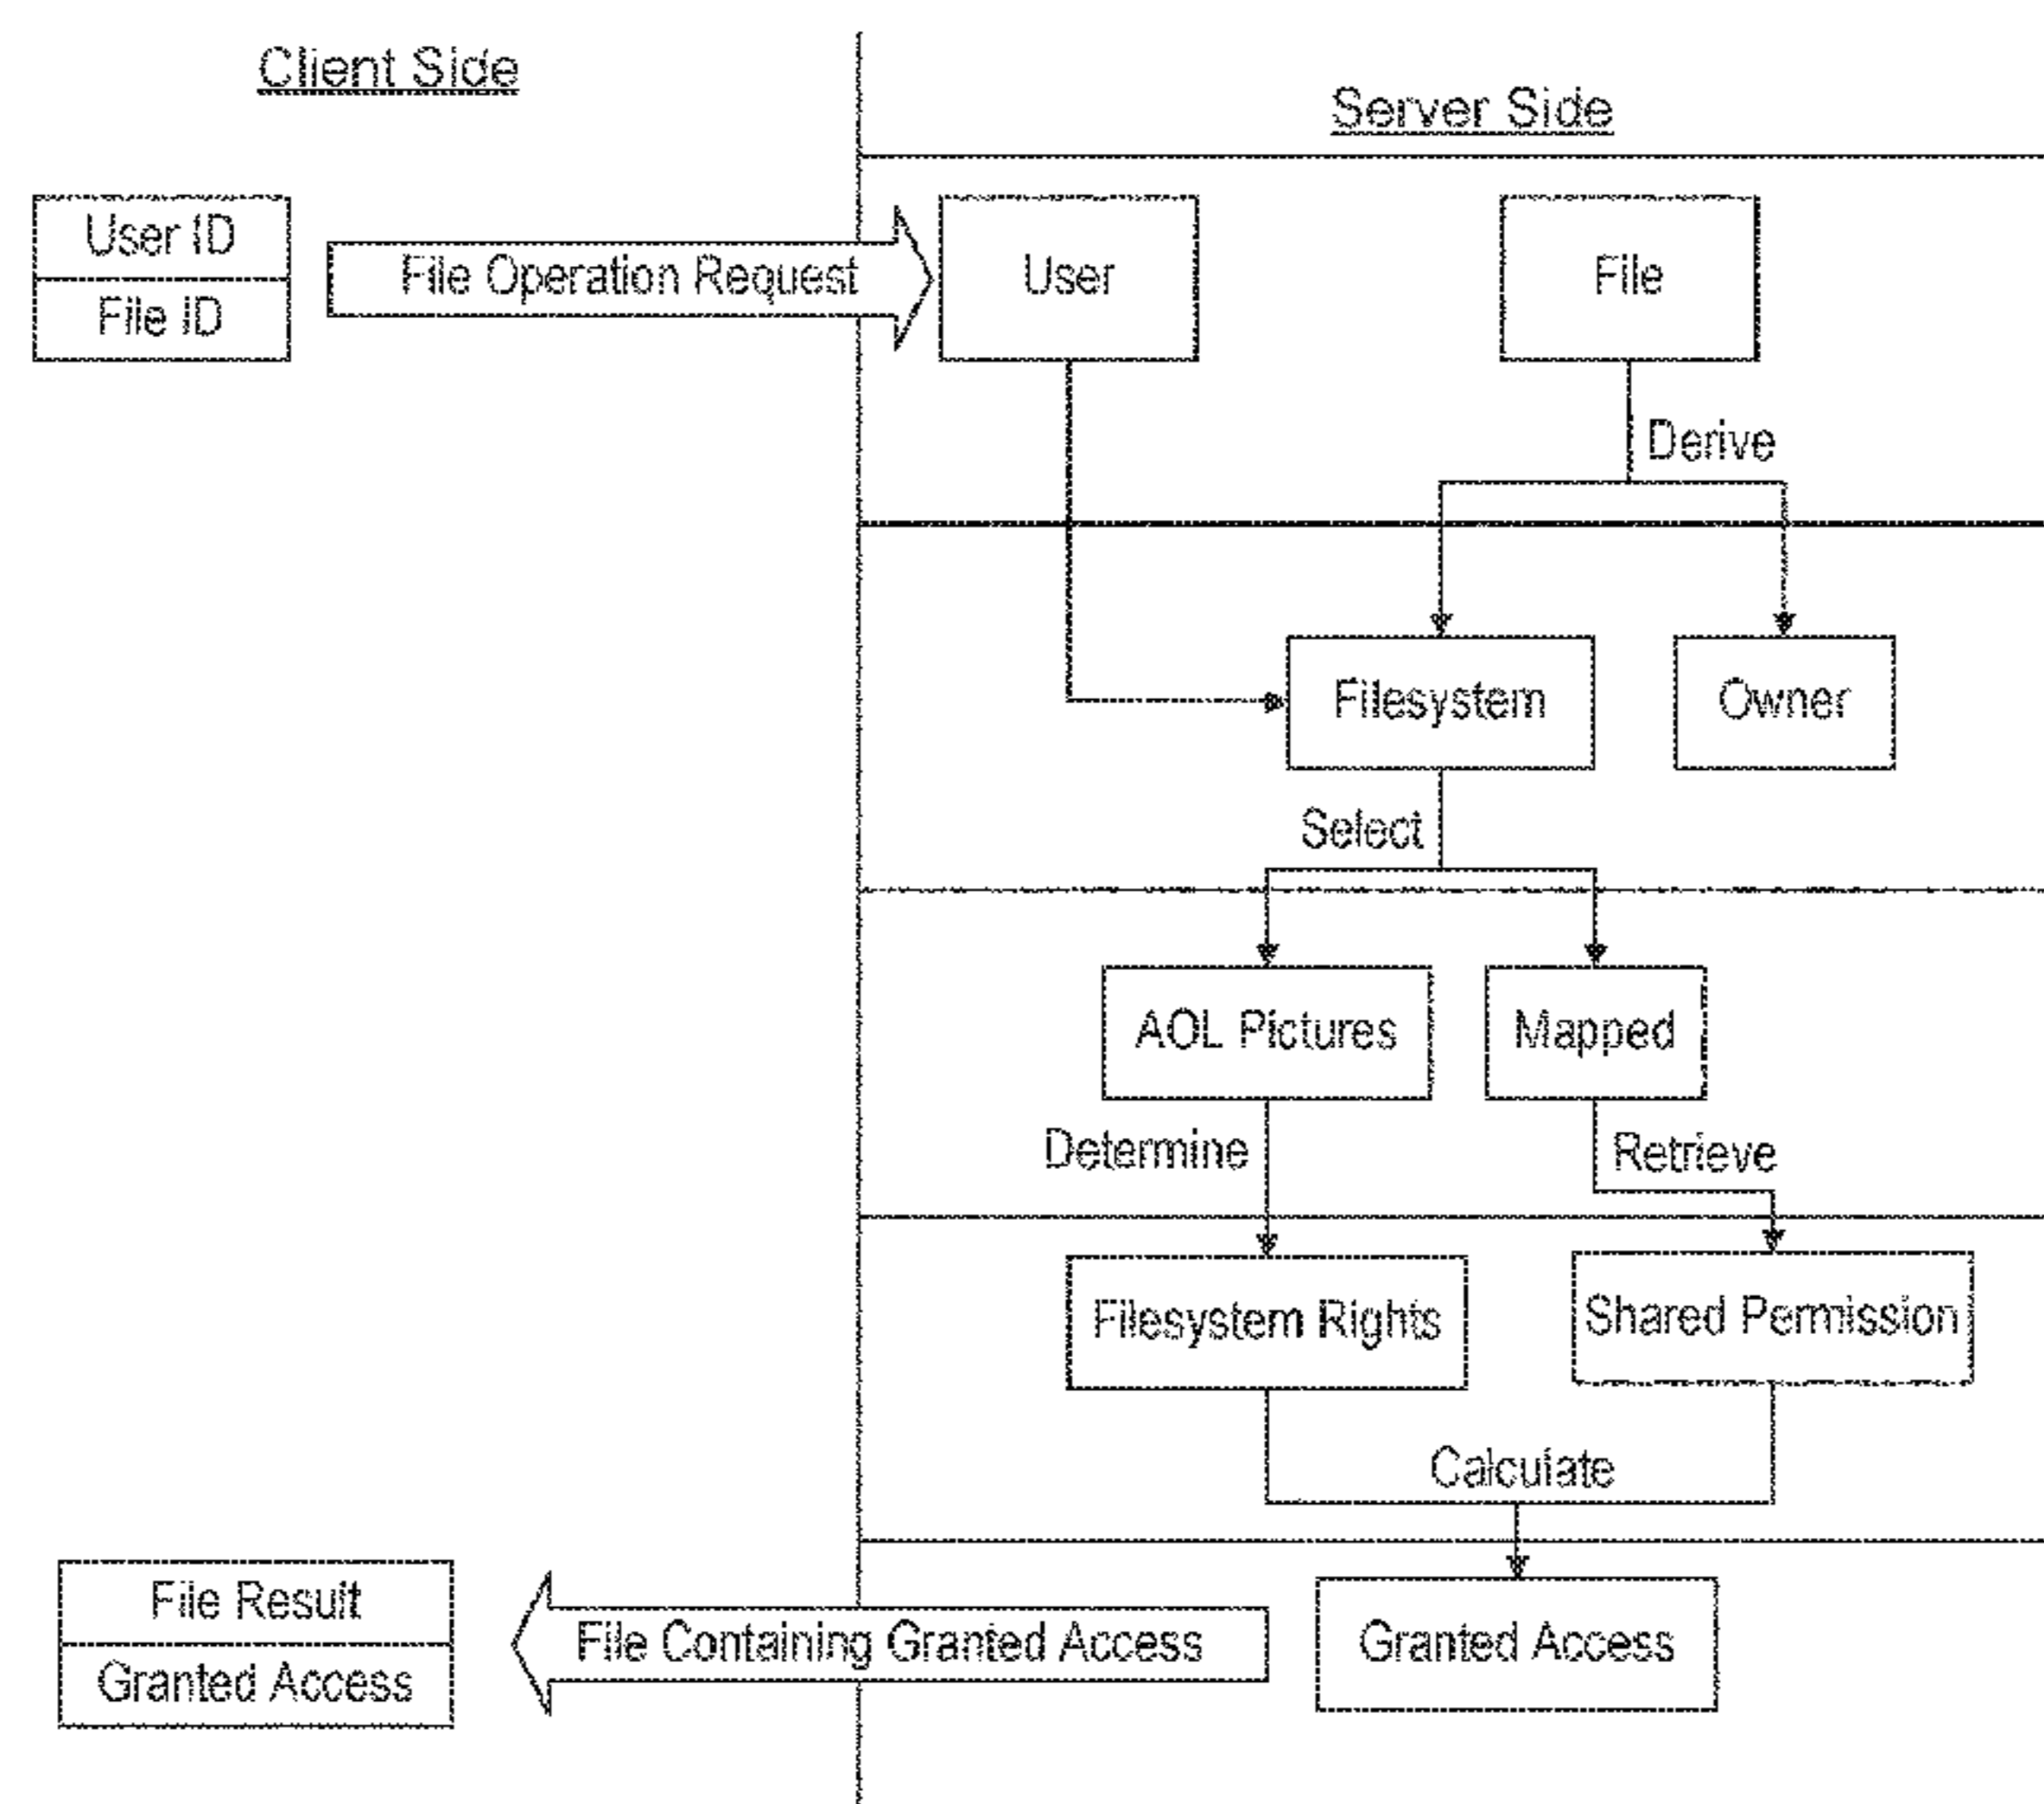 Client Side
Server Side
User ID
File ID
File Operation Request
User
File
Derive
Filesystem
Owner
Select
AOL Pictures
Mapped
Determine
Retrieve
Filesystem Rights
Shared Permission
Calculate
File Result
Granted Access
File Containing Granted Access
Granted Access